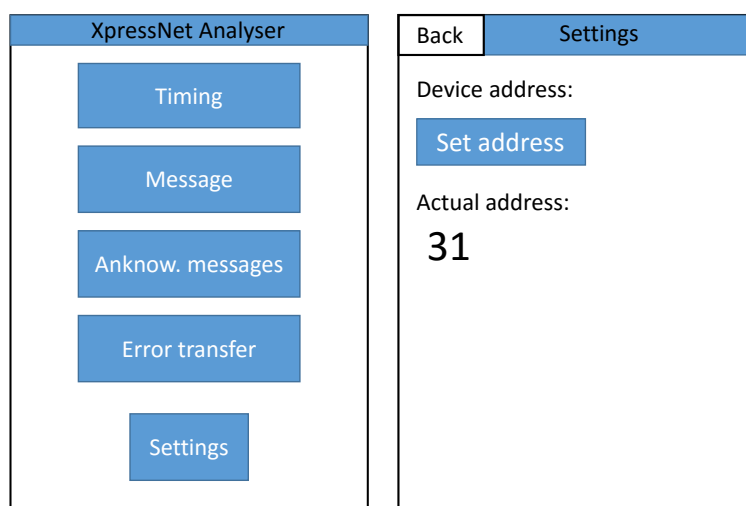 XpressNet Analyser
Timing
Message
Anknow. messages
Error transfer
Settings
Back
Settings
Device address:
Set address
Actual address:
31